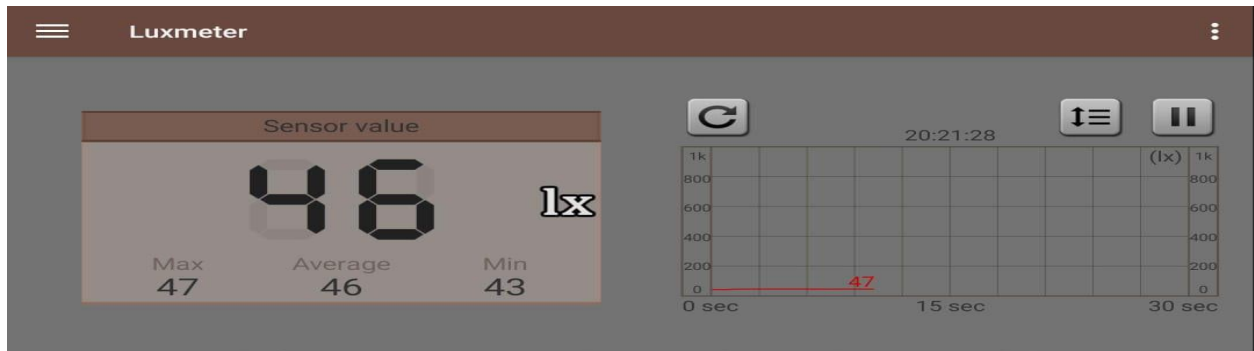 Luxmeter
Sensor value
46 lx
Max Average Min
47 46 43
20:21:28
1k (lx) 1k
800 800
600 600
400 400
200 200
47
0 0
0 sec 15 sec 30 sec